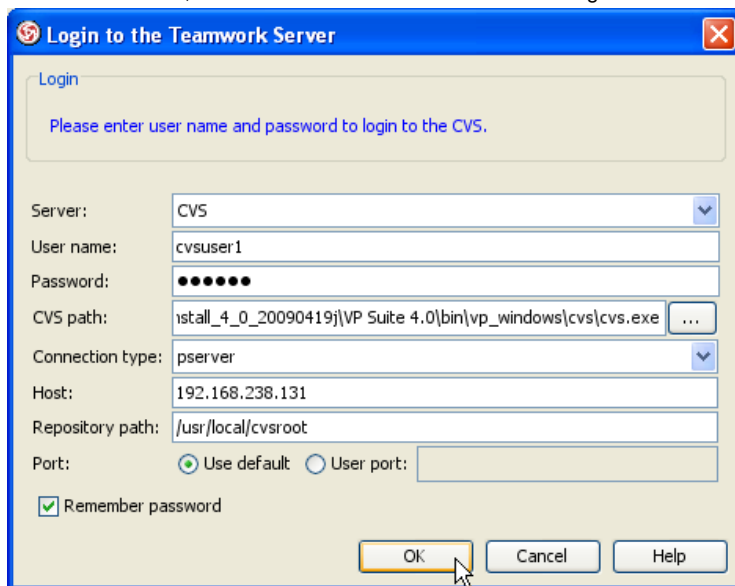 Login to the Teamwork Server
Login
Please enter use name and password to login to the CVS.
Server: CVS
User name: cvsuser1
Password: ●●●●●●
CVS path: nstall_4_0_20090419j\VP Suite 4.0\bin\vp_windows\cvs\cvs.exe ...
Connection type: pserver
Host: 192.168.238.131
Repository path: /usr/local/cvsroot
Port: Use default User port:
Remember password
OK Cancel Help